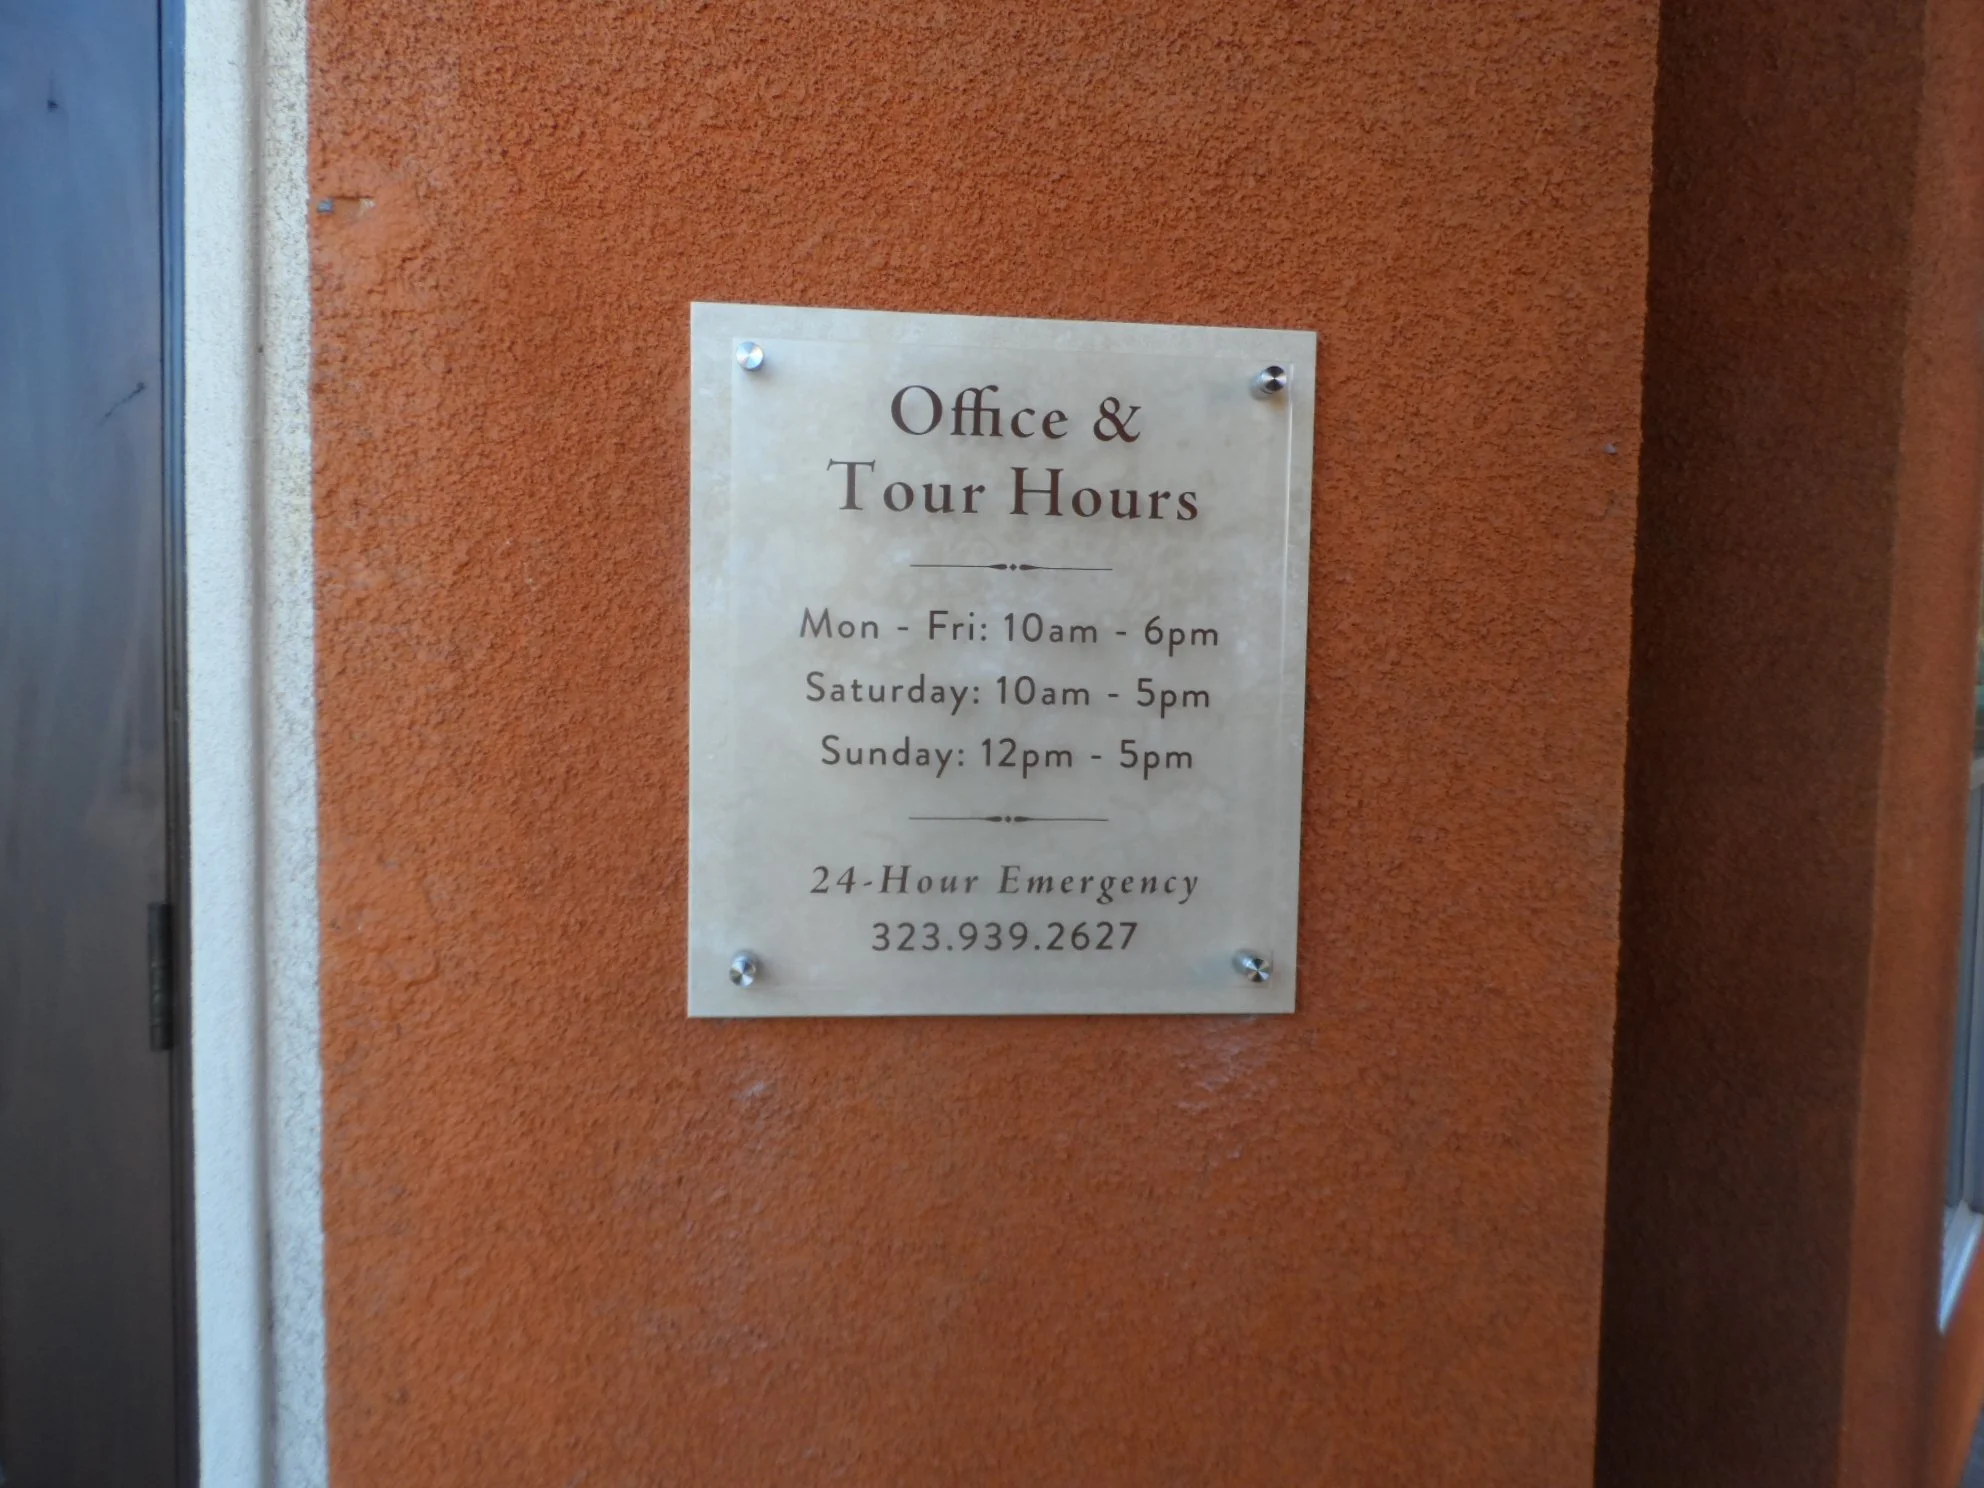 Office &
Tour Hours
Mon - Fri: 10am - 6pm
Saturday: 10am - 5pm
Sunday: 12pm - 5pm
24-Hour Emergency
323.939.2627